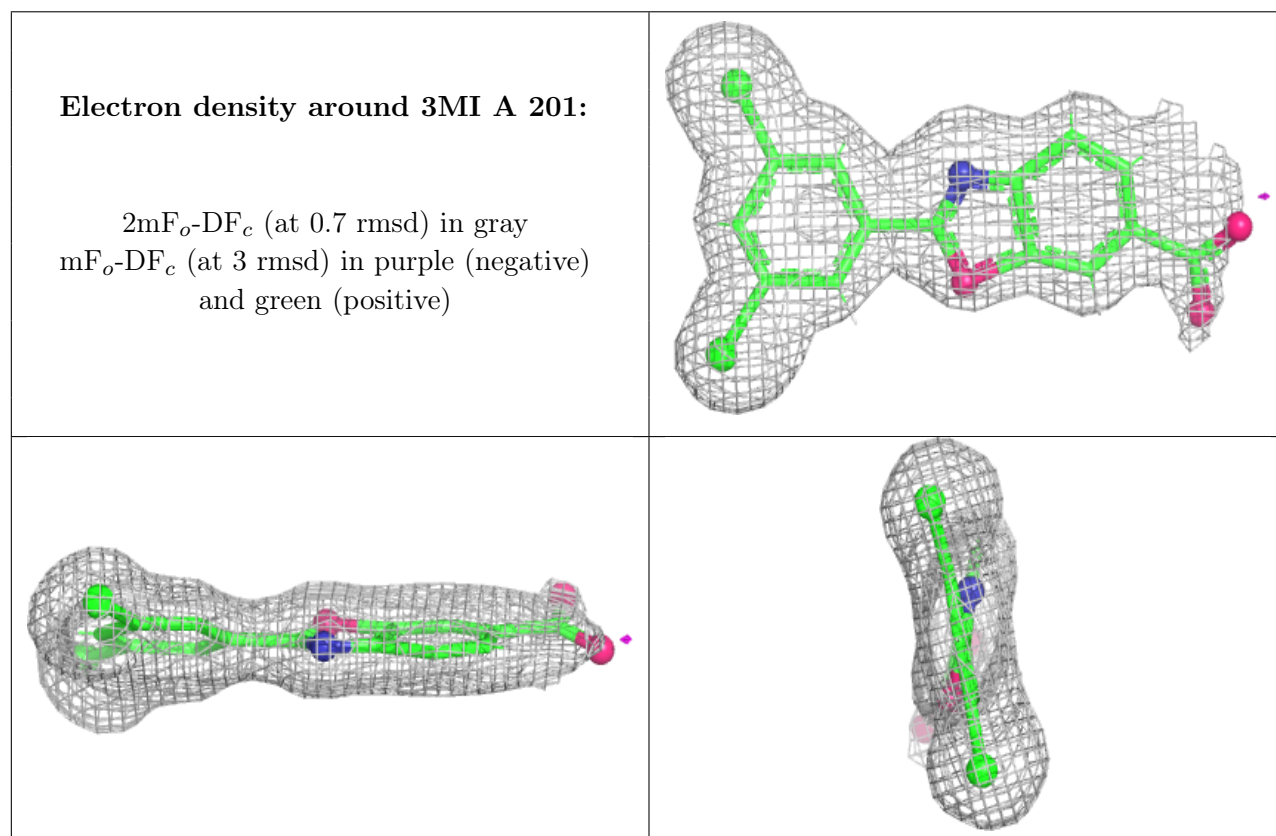 Electron density around 3MI A 201:
2mFo-DFc (at 0.7 rmsd) in gray
mFo-DFc (at 3 rmsd) in purple (negative)
and green (positive)